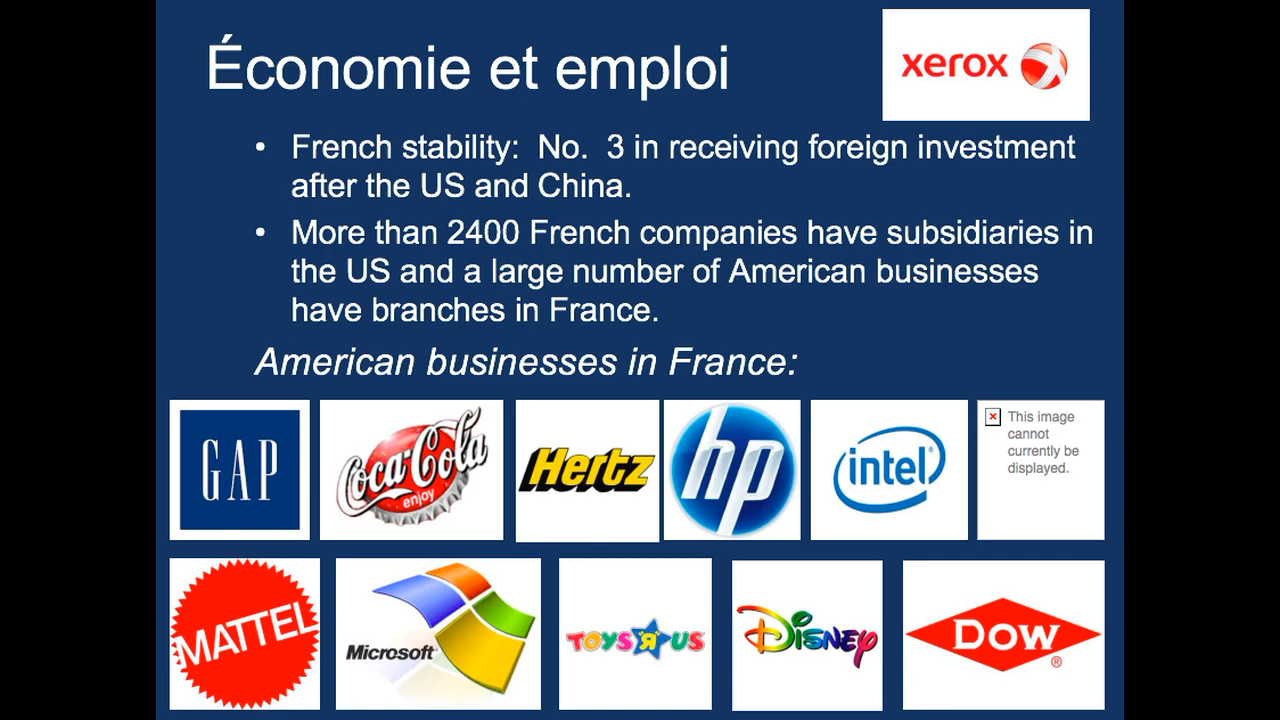 Économie et emploi
xerox
• French stability:  No.  3 in receiving foreign investment
after the US and China.
• More than 2400 French companies have subsidiaries in
the US and a large number of American businesses
have branches in France.
American businesses in France:
GAP
Coca-Cola
enjoy
Hertz
hp
intel
This image
cannot
currently be
displayed.
MATTEL
Microsoft
TOYS R US
DISNEY
DOW
®